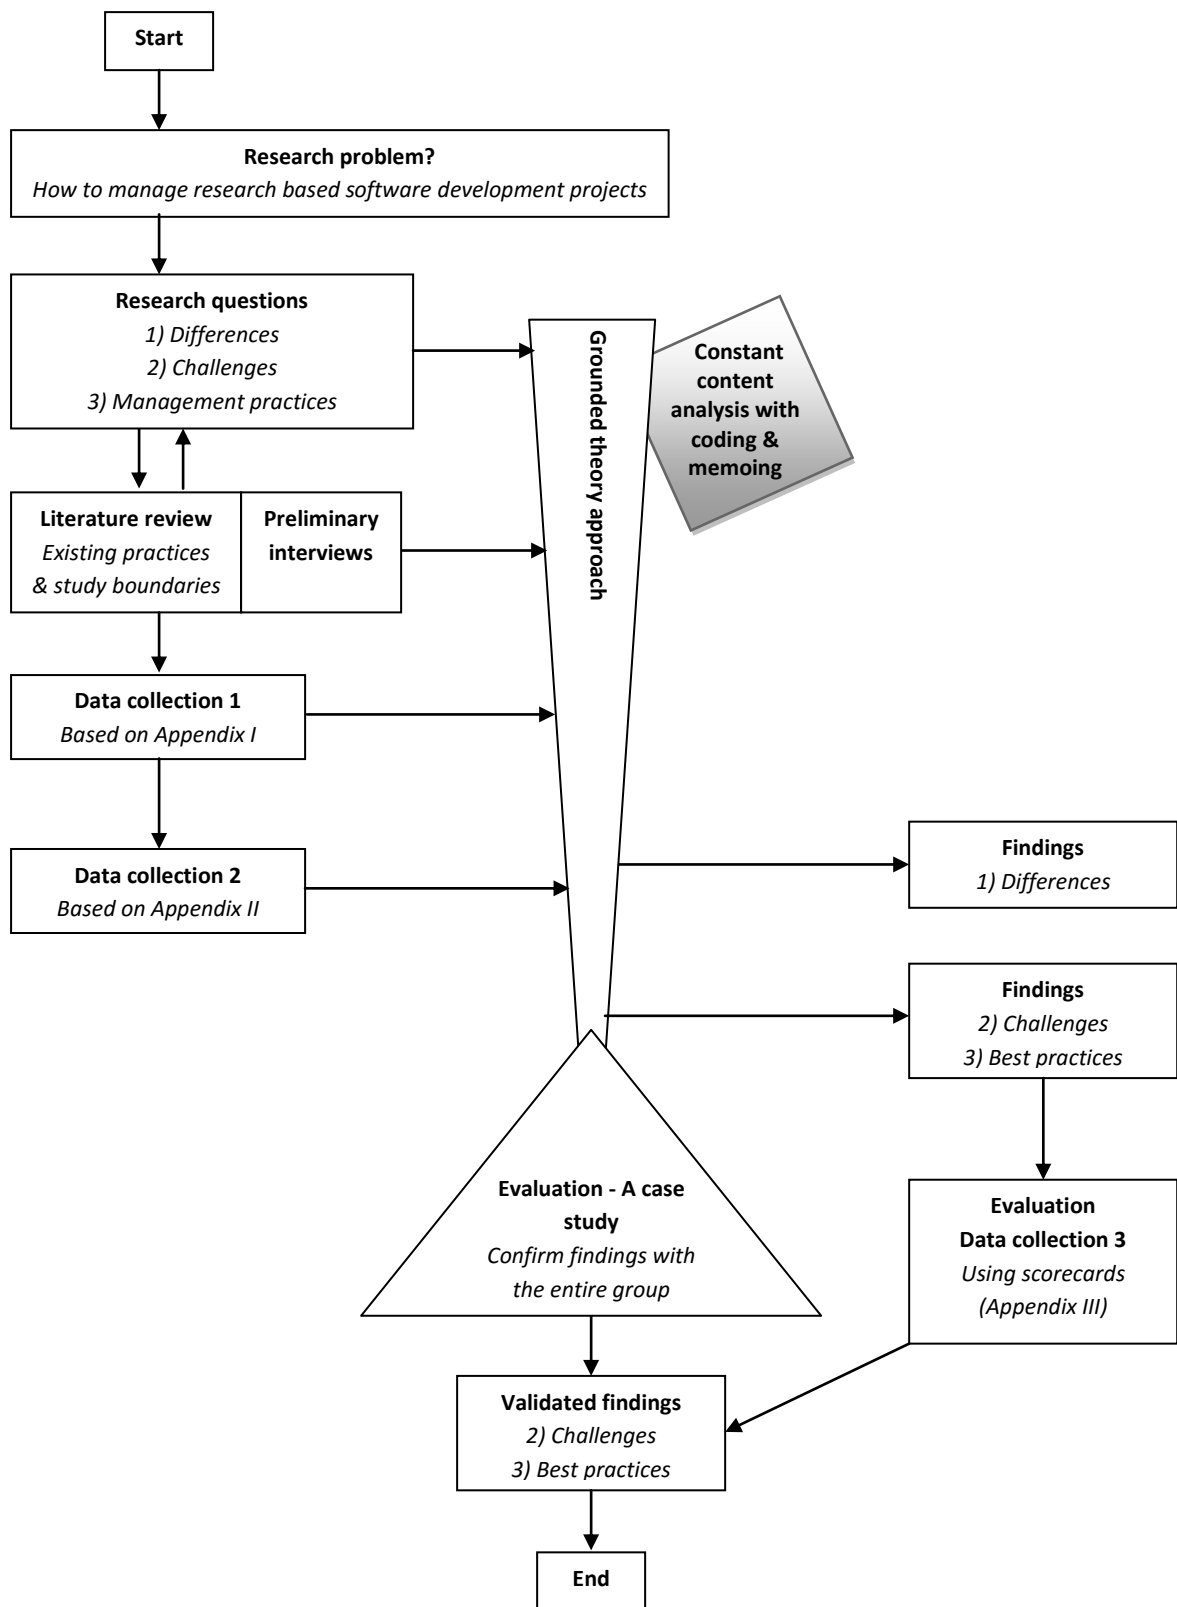 Start
Research problem?
How to manage research based software development projects
Research questions
1) Differences
2) Challenges
3) Management practices
Grounded theory approach
Constant
content
analysis with
coding &
memoing
Literature review
Existing practices
& study boundaries
Preliminary
interviews
Data collection 1
Based on Appendix I
Data collection 2
Based on Appendix II
Findings
1) Differences
Findings
2) Challenges
3) Best practices
Evaluation - A case
study
Confirm findings with
the entire group
Evaluation
Data collection 3
Using scorecards
(Appendix III)
Validated findings
2) Challenges
3) Best practices
End